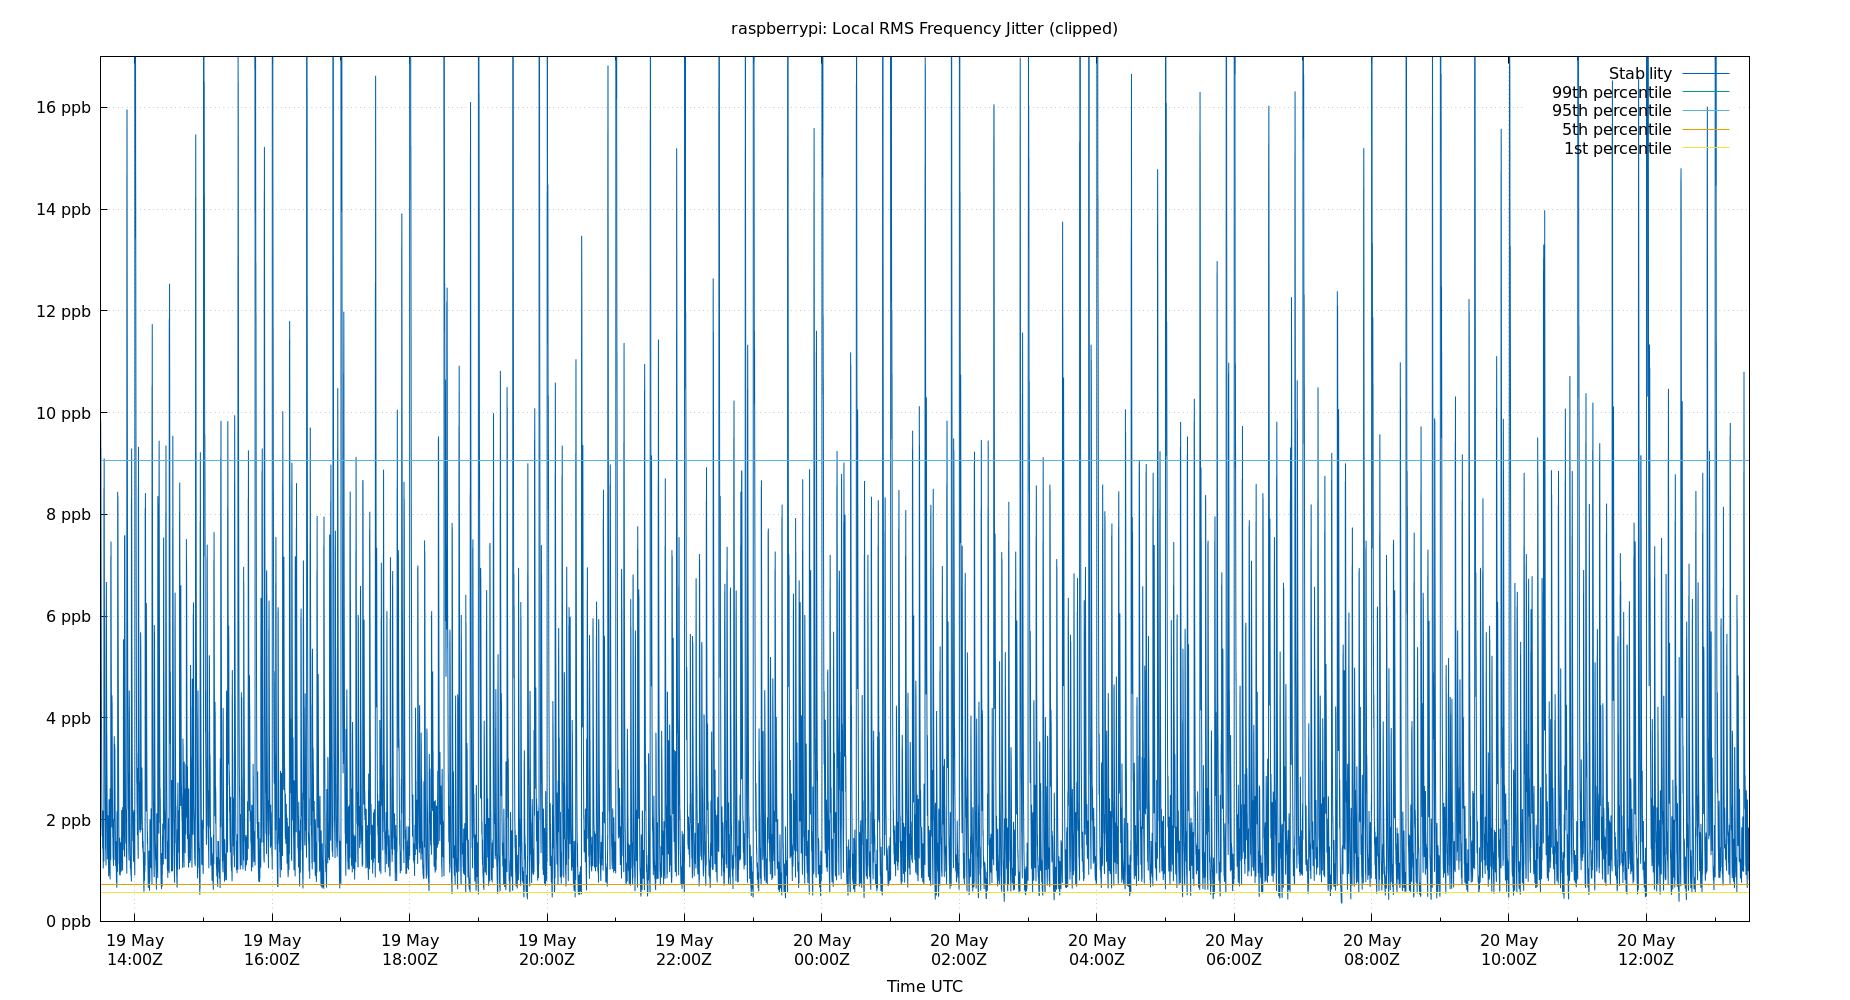 raspberrypi: Local RMS Frequency Jitter (clipped)
Stability
99th percentile
95th percentile
5th percentile
1st percentile
16 ppb
14 ppb
12 ppb
10 ppb
8 ppb
6 ppb
4 ppb
2 ppb
0 ppb
19 May 19 May 19 May 19 May 19 May 20 May 20 May 20 May 20 May 20 May 20 May 20 May
14:00Z 16:00Z 18:00Z 20:00Z 22:00Z 00:00Z 02:00Z 04:00Z 06:00Z 08:00Z 10:00Z 12:00Z
Time UTC